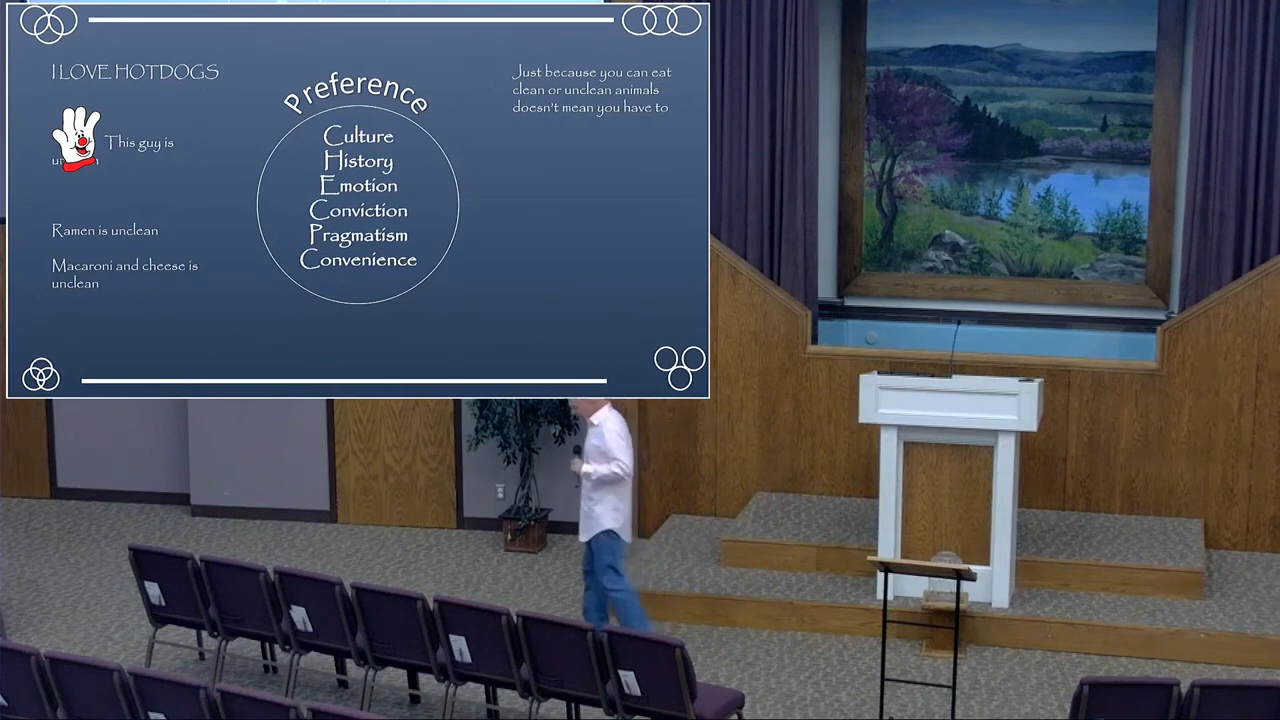 I LOVE HOTDOGS
This guy is
Ramen is unclean
Macaroni and cheese is
unclean
Preference
Culture
History
Emotion
Conviction
Pragmatism
Convenience
Just because you can eat
clean or unclean animals
doesn't mean you have to